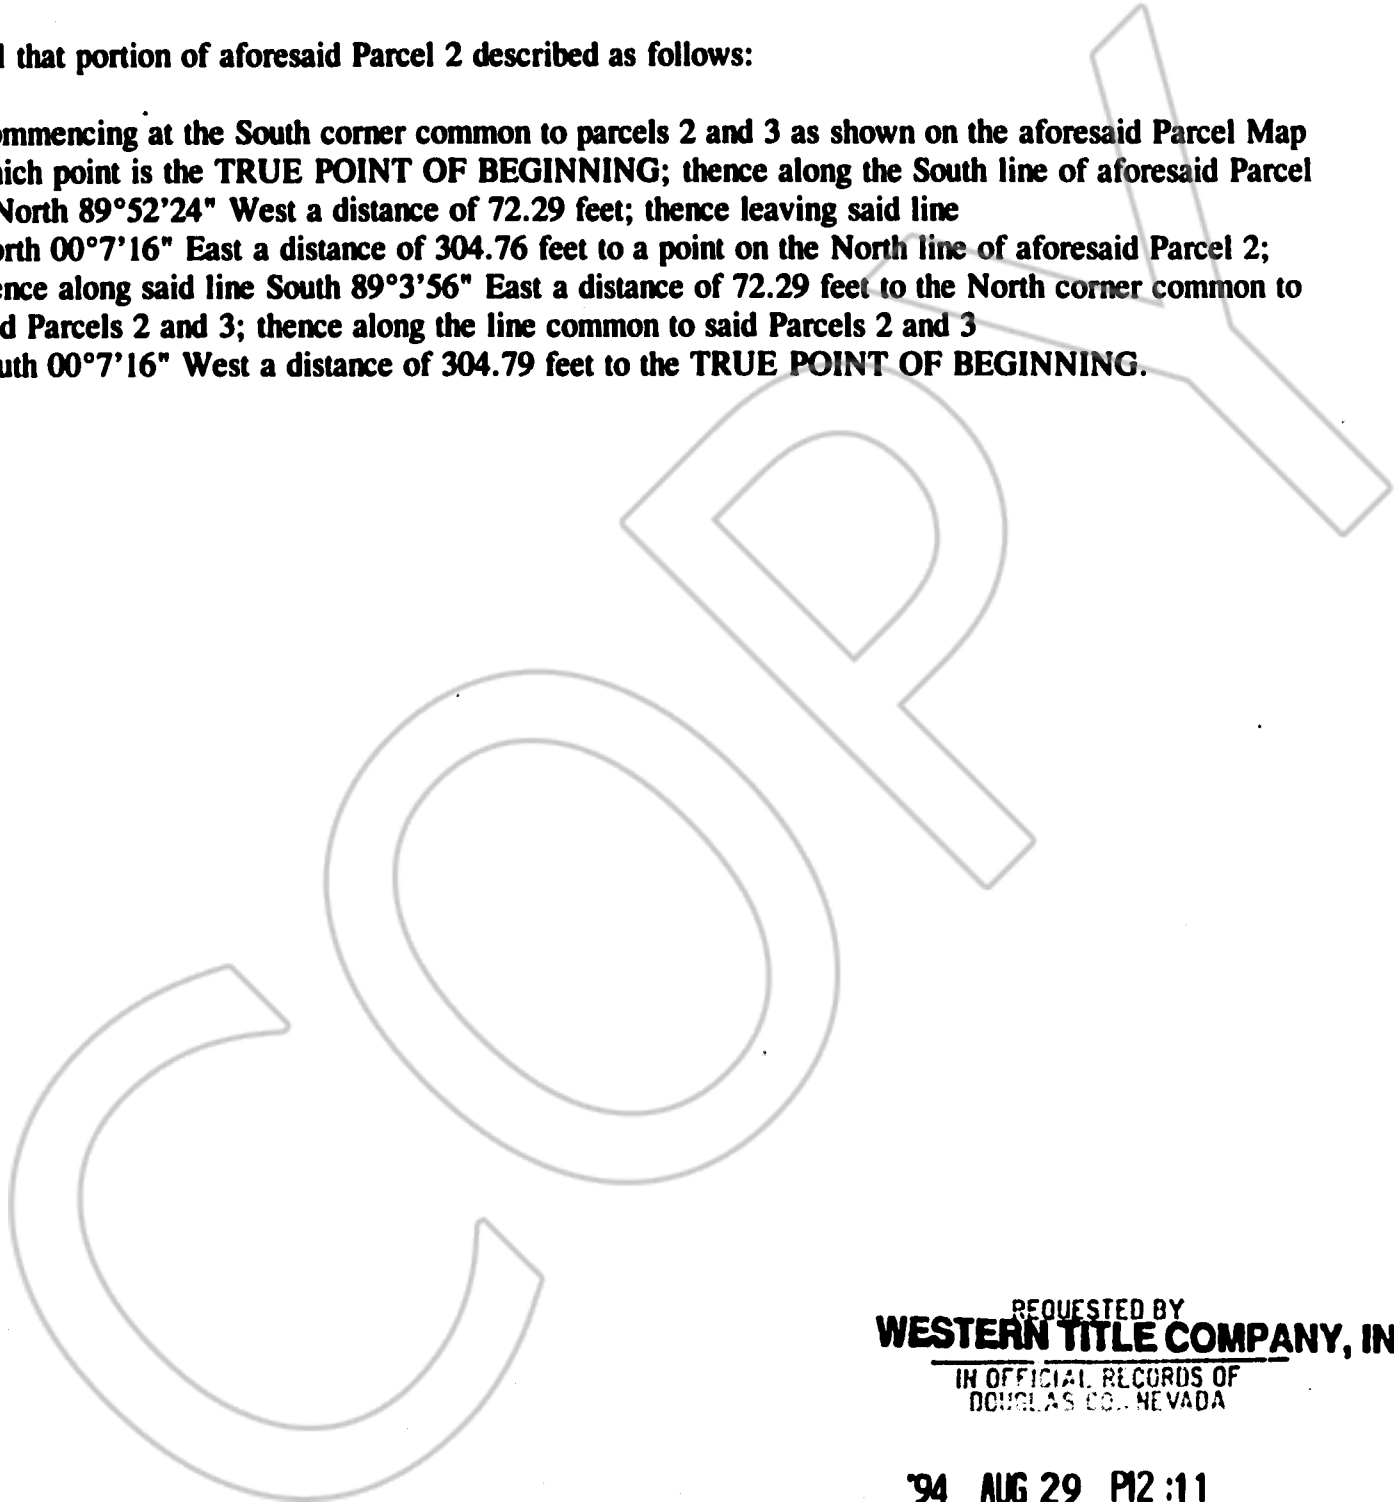 l that portion of aforesaid Parcel 2 described as follows:
ommencing at the South corner common to parcels 2 and 3 as shown on the aforesaid Parcel Map
hich point is the TRUE POINT OF BEGINNING; thence along the South line of aforesaid Parcel
North 89°52'24" West a distance of 72.29 feet; thence leaving said line
orth 00°7'16" East a distance of 304.76 feet to a point on the North line of aforesaid Parcel 2;
ence along said line South 89°3'56" East a distance of 72.29 feet to the North corner common to
d Parcels 2 and 3; thence along the line common to said Parcels 2 and 3
uth 00°7'16" West a distance of 304.79 feet to the TRUE POINT OF BEGINNING.
COPY
REQUESTED BY
WESTERN TITLE COMPANY, IN
IN OFFICIAL RECORDS OF
DOUGLAS CO., NEVADA
'94 AUG 29 P12:11